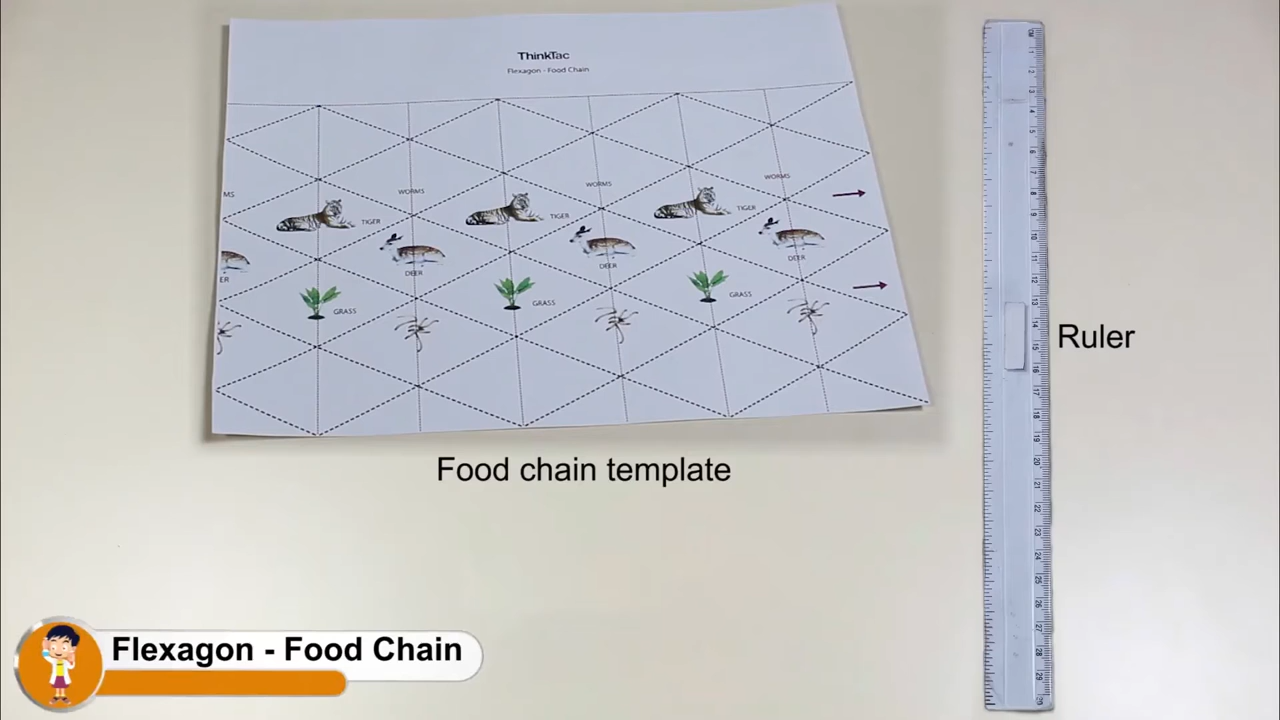 ThinkTac
Flexagon - Food Chain
WORMS
WORMS
WORMS
MS
TIGER
TIGER
TIGER
DEER
DEER
DEER
ER
GRASS
GRASS
GRASS
Ruler
Food chain template
Flexagon - Food Chain